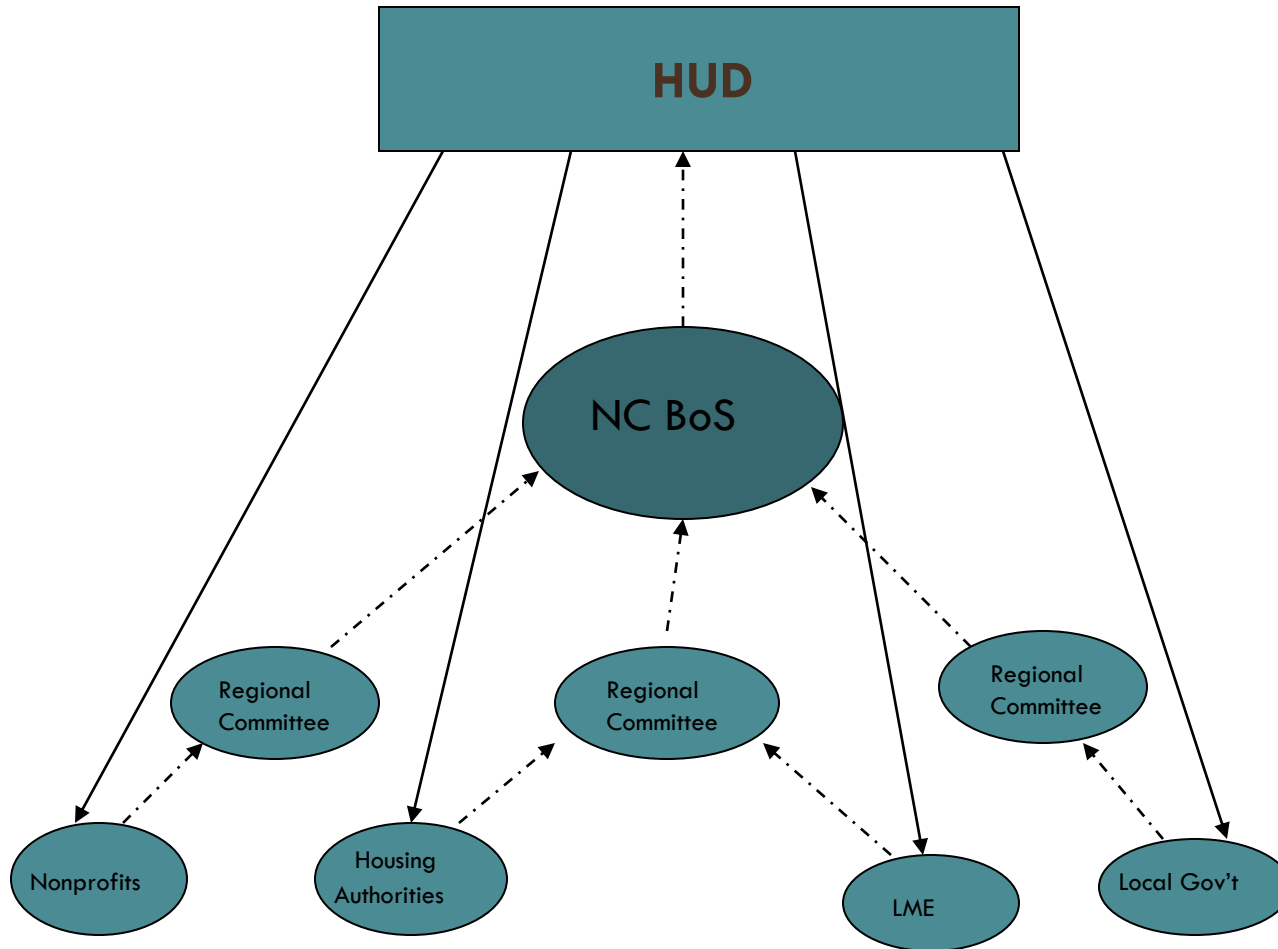 HUD
NC BoS
Regional
Committee
Regional
Committee
Regional
Committee
Nonprofits
Housing
Authorities
LME
Local Gov’t